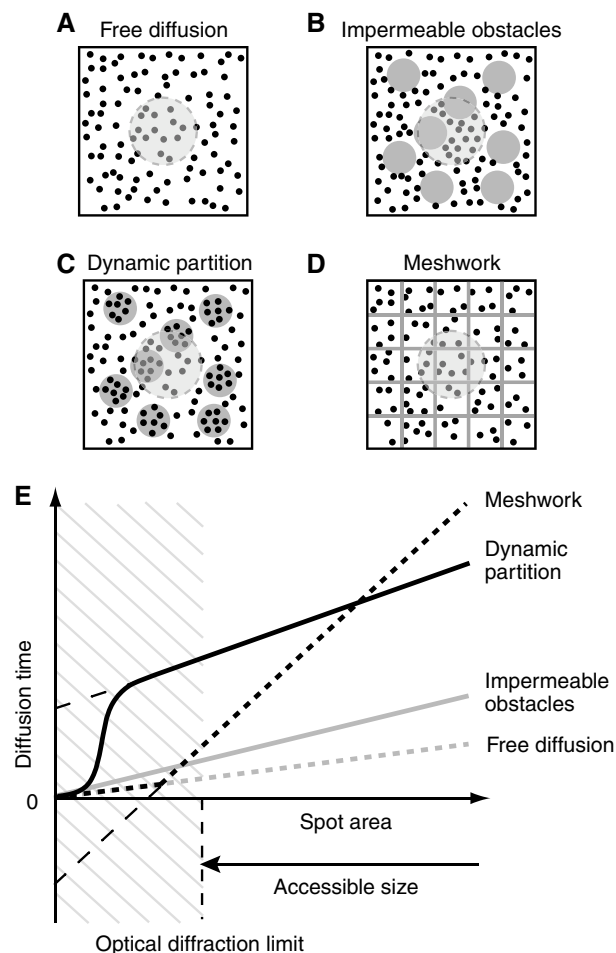 A Free diffusion
B Impermeable obstacles
C Dynamic partition
D Meshwork
E
Meshwork
Dynamic
partition
Impermeable
obstacles
Free diffusion
Diffusion time
0
Spot area
Accessible size
Optical diffraction limit